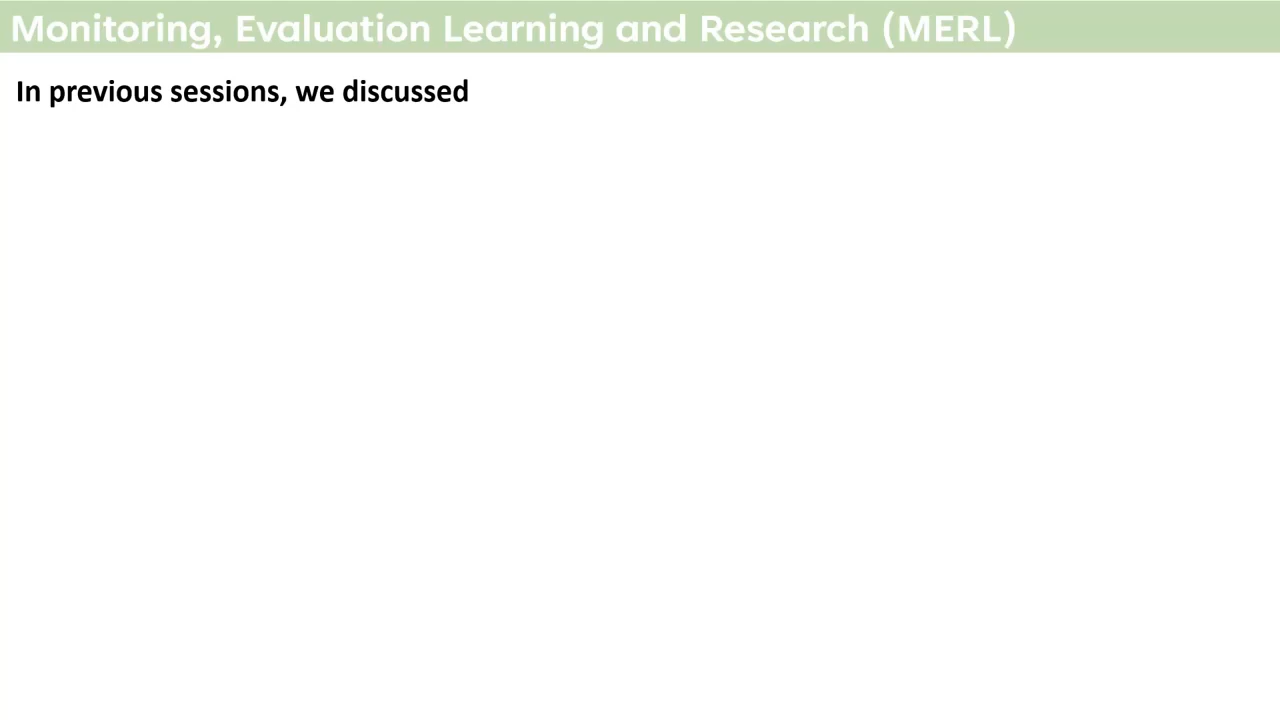 Monitoring, Evaluation Learning and Research (MERL)
In previous sessions, we discussed